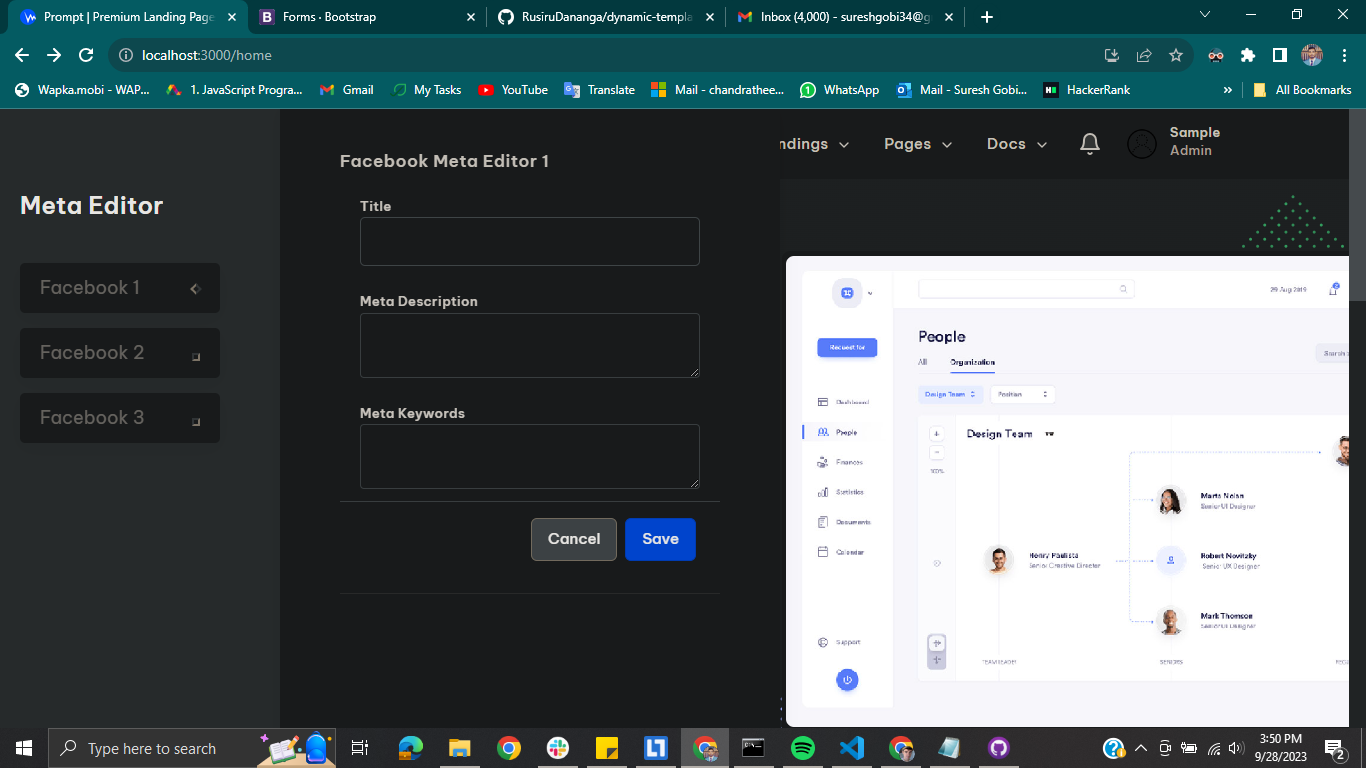 Prompt | Premium Landing Page
Forms · Bootstrap
RusiruDananga/dynamic-templa
Inbox (4,000) - sureshgobi34@g
localhost:3000/home
Wapka.mobi - WAP...
1. JavaScript Progra...
Gmail
My Tasks
YouTube
Translate
Mail - chandrathee...
WhatsApp
Mail - Suresh Gobi...
HackerRank
»
All Bookmarks
Meta Editor
Facebook 1
Facebook 2
Facebook 3
Facebook Meta Editor 1
Title
Meta Description
Meta Keywords
Cancel
Save
ndings
Pages
Docs
Sample
Admin
29 Aug 2019
2
Request for
People
All
Organization
Search
Design Team
Position
Dashboard
People
Finances
Statistics
Documents
Calendar
Support
100%
Design Team
Henry Paulista
Senior Creative Director
Marta Nolan
Senior UI Designer
Robert Novitzky
Senior UX Designer
Mark Thomson
Senior UI Designer
TEAM LEADER
SENIORS
Type here to search
3:50 PM
9/28/2023
2